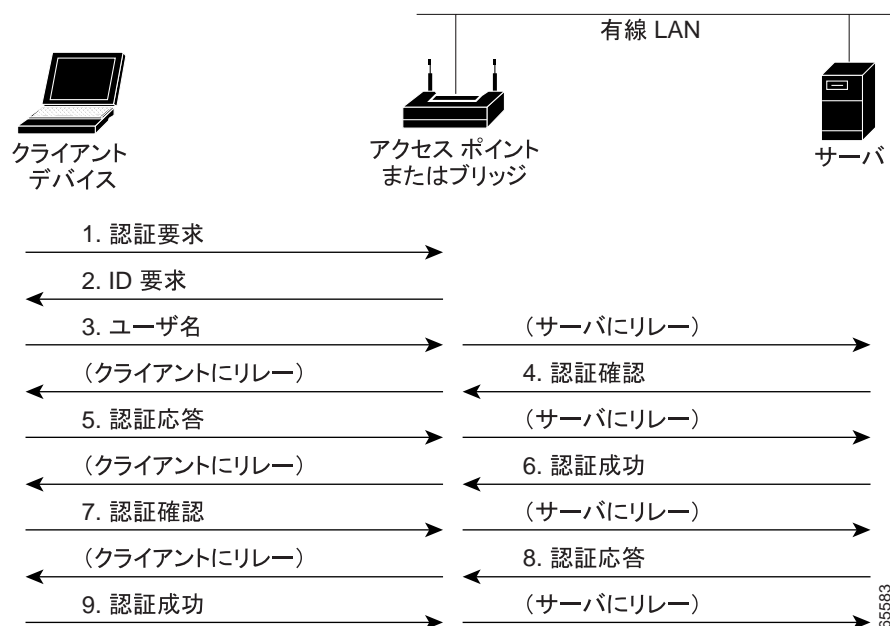 有線 LAN
クライアント
デバイス
アクセス ポイント
またはブリッジ
サーバ
1. 認証要求
2. ID 要求
3. ユーザ名
（サーバにリレー）
（クライアントにリレー）
4. 認証確認
5. 認証応答
（サーバにリレー）
（クライアントにリレー）
6. 認証成功
7. 認証確認
（サーバにリレー）
（クライアントにリレー）
8. 認証応答
9. 認証成功
（サーバにリレー）
65583